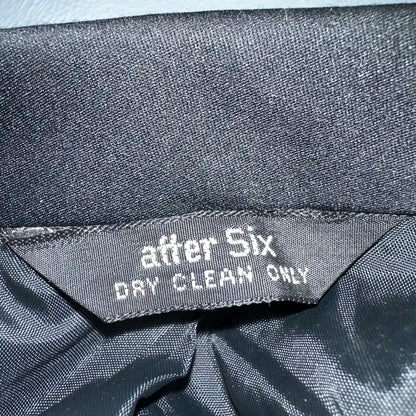 after Six
DRY CLEAN ONLY